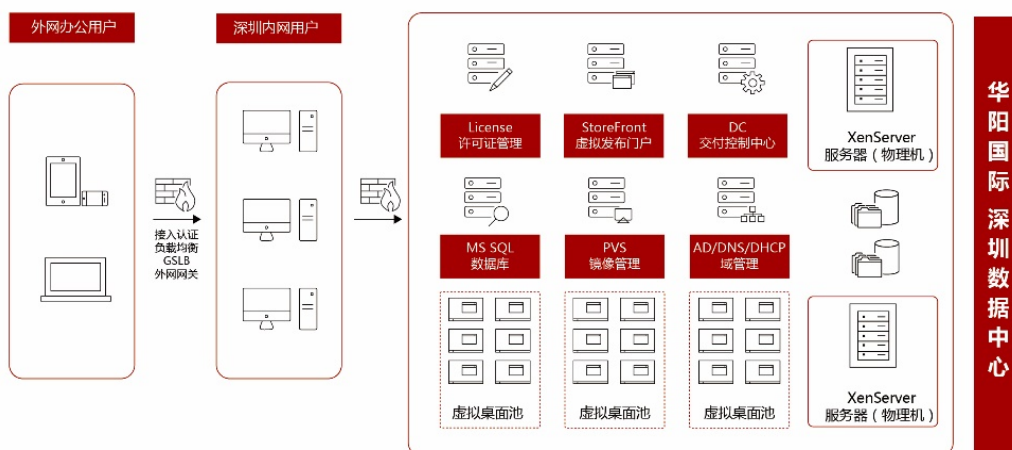 外网办公用户
深圳内网用户
接入认证
负载均衡
GSLB
外网网关
License
许可证管理
StoreFront
虚拟发布门户
DC
交付控制中心
MS SQL
数据库
PVS
镜像管理
AD/DNS/DHCP
域管理
虚拟桌面池
虚拟桌面池
虚拟桌面池
XenServer
服务器（物理机）
XenServer
服务器（物理机）
华阳国际 深圳数据中心